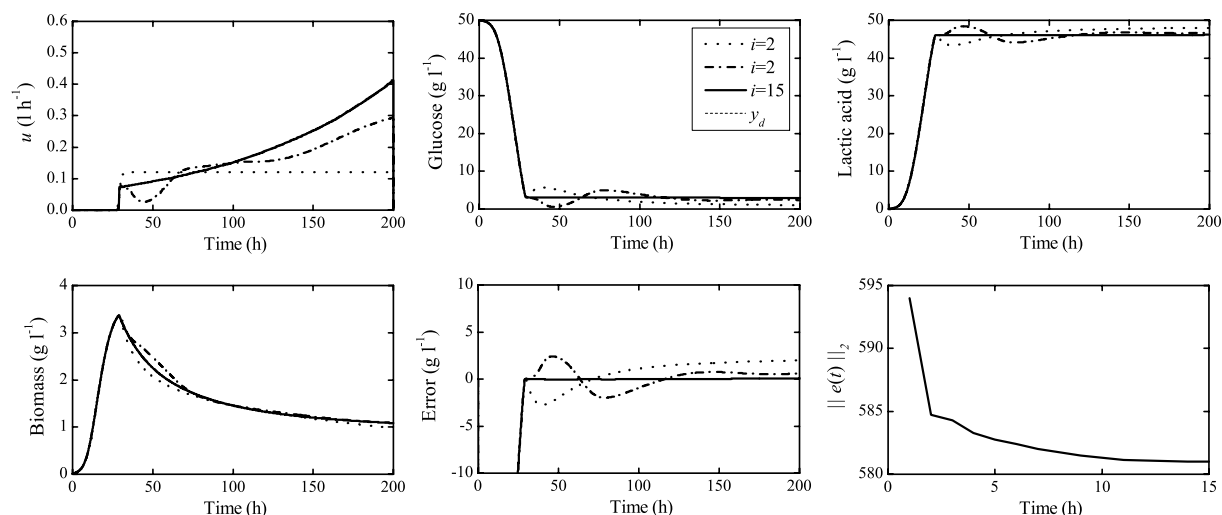 0.6
0.5
0.4
0.3
0.2
0.1
0.0
u (l h⁻¹)
0 50 100 150 200
Time (h)
60
50
40
30
20
10
0
Glucose (g l⁻¹)
i=2
i=2
i=15
y_d
0 50 100 150 200
Time (h)
50
40
30
20
10
0
Lactic acid (g l⁻¹)
0 50 100 150 200
Time (h)
4
3
2
1
0
Biomass (g l⁻¹)
0 50 100 150 200
Time (h)
10
5
0
-5
-10
Error (g l⁻¹)
0 50 100 150 200
Time (h)
595
590
585
580
|| e(t) ||₂
0 5 10 15
Time (h)